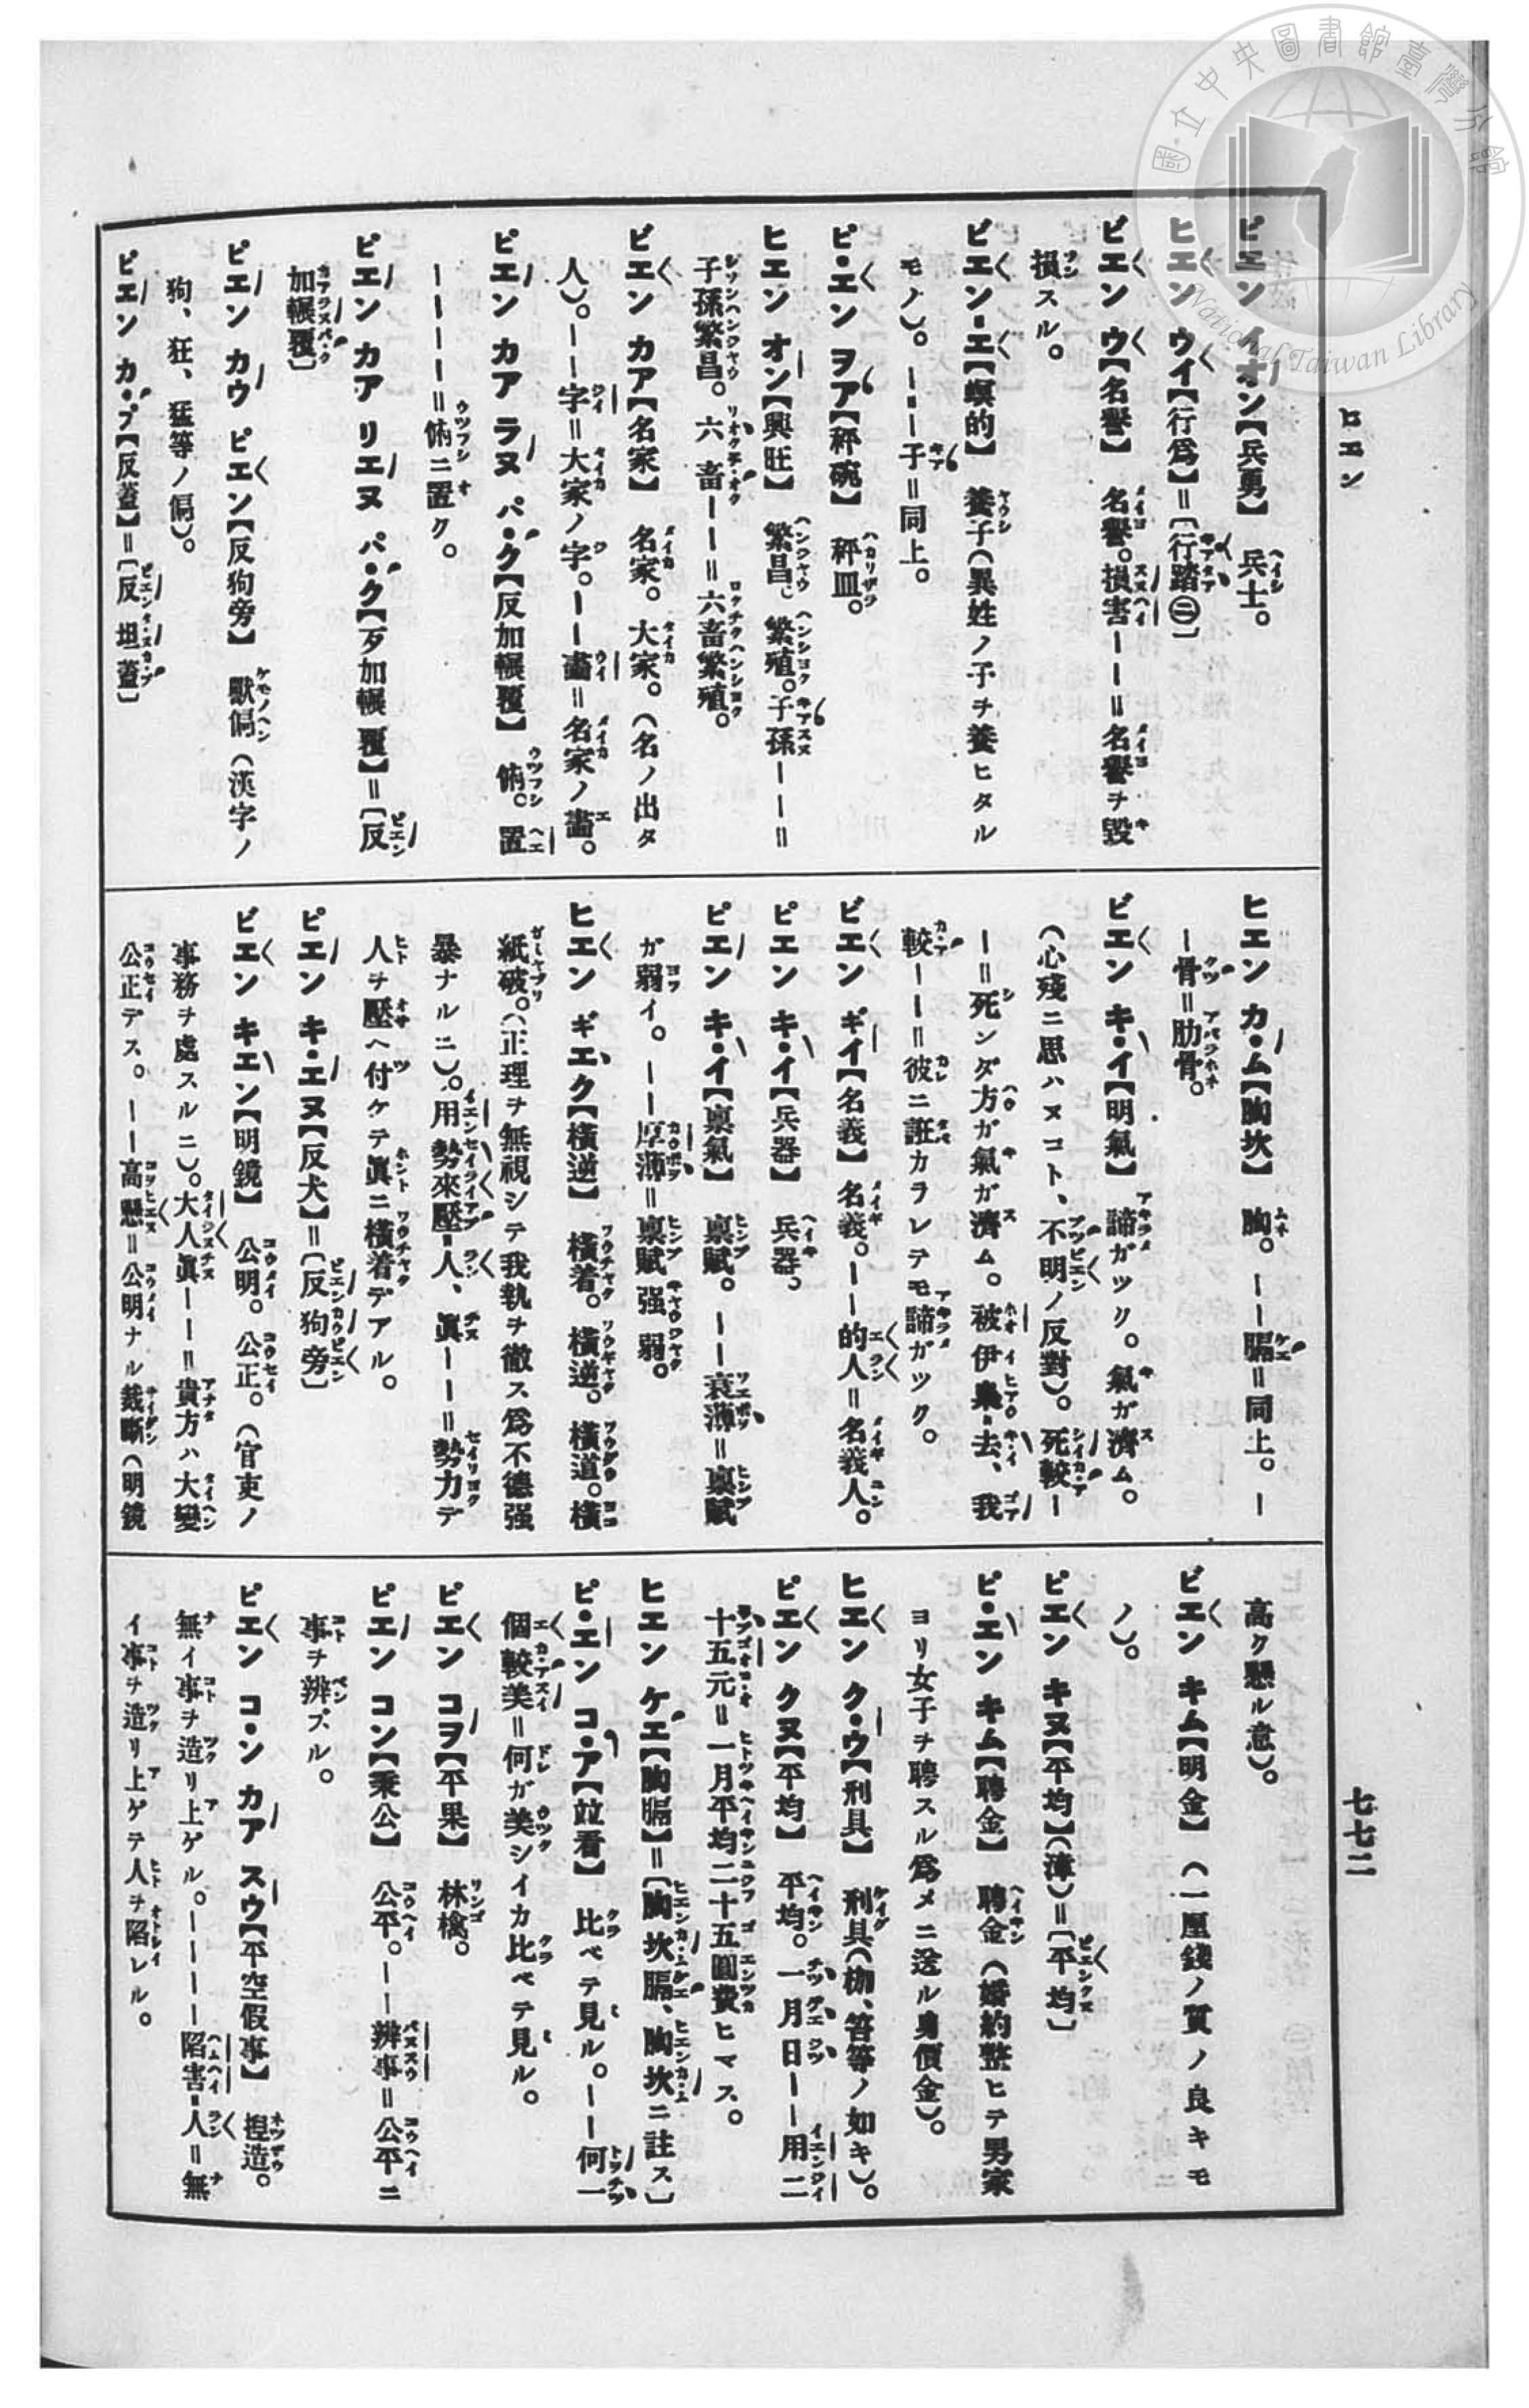 國立中央圖書館臺灣分館
National Taiwan Library
ヒエン
七七二
ピエン イオン【兵勇】 兵士。
ヒエン ウイ【行爲】=〔行踏㊁〕
ビエン ウ【名譽】 名譽。損害ーー=名譽ヲ毀
損スル。
ビエン-エ【螟的】 養子(異姓ノ子ヲ養ヒタル
モノ)。ー-ー子=同上。
ピ・エン ヲア【秤碗】 秤皿。
ヒエン オン【興旺】 繁昌。繁殖。子孫ーー=
子孫繁昌。六畜ーー=六畜繁殖。
ビエン カア【名家】 名家。大家。(名ノ出タ
人)。ーー字=大家ノ字。ーー畵=名家ノ畵。
ピエン カア ラヌ パ・ク【反加輾覆】 俯。置
ーーーー=俯ニ置ク。
ピエン カア リエヌ パ・ク【歹加輾覆】=〔反
加輾覆〕
ピエン カウ ピエン【反狗旁】 獸偏(漢字ノ
狗、狂、猛等ノ偏)。
ピエン カ・プ【反蓋】=〔反坦蓋〕
ヒエン カ・ム【胸坎】 胸。ーー膈=同上。ー
ー骨=肋骨。
ビエン キ・イ【明氣】 諦ガツク。氣ガ濟ム。
(心殘ニ思ハヌコト、不明ノ反對)。死較ー
ー=死ンダ方ガ氣ガ濟ム。被伊梟-去、我
較ーー=彼ニ誑カラレテモ諦ガツク。
ビエン ギイ【名義】 名義。ーー的人=名義人。
ピエン キ・イ【兵器】 兵器。
ピエン キ・イ【禀氣】 禀賦。ーー衰薄=禀賦
ガ弱イ。ーー厚薄=禀賦强弱。
ヒエン ギエク【橫逆】 橫着。橫逆。橫道。橫
紙破。(正理ヲ無視シテ我執ヲ徹ス爲不德强
暴ナルニ)。用勢來壓-人、眞ーー=勢力デ
人ヲ壓ヘ付ケテ眞ニ橫着デアル。
ピエン キ・エヌ【反犬】=〔反狗旁〕
ビエン キエン【明鏡】 公明。公正。(官吏ノ
事務ヲ處スルニ)。大人眞ーー=貴方ハ大變
公正デス。ーー高懸=公明ナル裁斷(明鏡
高ク懸ル意)。
ビエン キム【明金】 (一厘錢ノ質ノ良キモ
ノ)。
ピエン キヌ【平均】(漳)=〔平均〕
ピ・エン キム【聘金】 聘金(婚約整ヒテ男家
ヨリ女子ヲ聘スル爲メニ送ル身價金)。
ヒエン ク・ウ【刑具】 刑具(枷、笞等ノ如キ)。
ピエン クヌ【平均】 平均。一月日ーー用二
十五元=一月平均二十五圓費ヒマス。
ヒエン ケエ【胸膈】=〔胸坎膈、胸坎ニ註ス〕
ピ・エン コ・ア【竝看】 比ベテ見ル。ーー何一
個較美=何ガ美シイカ比ベテ見ル。
ピエン コヲ【平果】 林檎。
ピエン コン【秉公】 公平。ーー辨事=公平ニ
事ヲ辨ズル。
ピエン コ・ン カア スウ【平空假事】 揑造。
無イ事ヲ造リ上ゲル。ーーーー陷害-人=無
イ事ヲ造リ上ゲテ人ヲ陷レル。